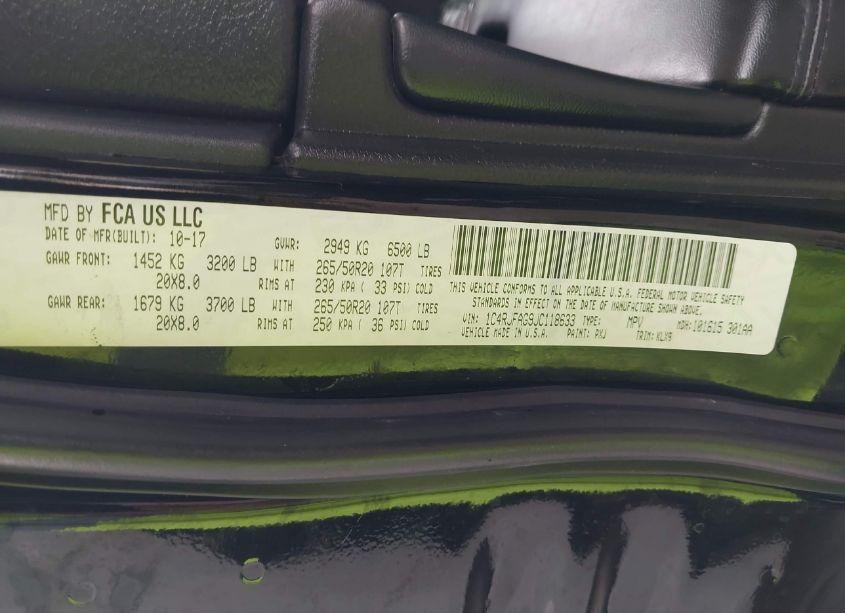 MFD BY FCA US LLC
DATE OF MFR(BUILT): 10-17 GVWR: 2949 KG 6500 LB
GAWR FRONT: 1452 KG 3200 LB WITH 265/50R20 107T TIRES
20X8.0 RIMS AT 230 KPA ( 33 PSI) COLD
GAWR REAR: 1679 KG 3700 LB WITH 265/50R20 107T TIRES
20X8.0 RIMS AT 250 KPA ( 36 PSI) COLD
THIS VEHICLE CONFORMS TO ALL APPLICABLE U.S.A. FEDERAL MOTOR VEHICLE SAFETY
STANDARDS IN EFFECT ON THE DATE OF MANUFACTURE SHOWN ABOVE.
VIN: 1C4RJFAG9JC118633 TYPE: MPV MDH: 101615 301AA
VEHICLE MADE IN U.S.A. PAINT: PXJ TRIM: KLX9